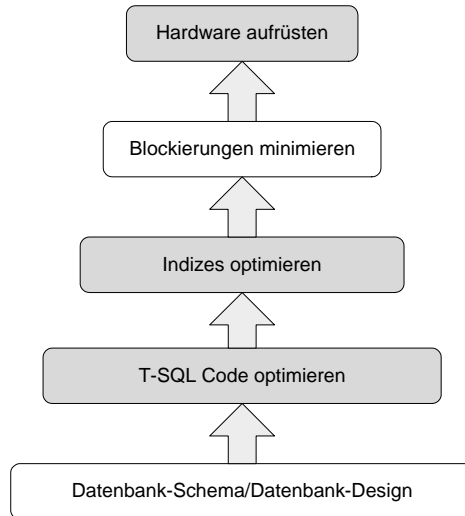 Hardware aufrüsten
Blockierungen minimieren
Indizes optimieren
T-SQL Code optimieren
Datenbank-Schema/Datenbank-Design